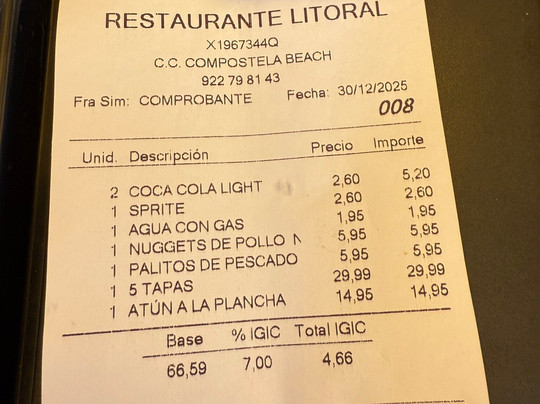 RESTAURANTE LITORAL
X1967344Q
C.C. COMPOSTELA BEACH
922 79 81 43
Fra Sim: COMPROBANTE Fecha: 30/12/2025
008
Unid. Descripción Precio Importe
2 COCA COLA LIGHT 2,60 5,20
1 SPRITE 2,60 2,60
1 AGUA CON GAS 1,95 1,95
1 NUGGETS DE POLLO N 5,95 5,95
1 PALITOS DE PESCADO 5,95 5,95
1 5 TAPAS 29,99 29,99
1 ATÚN A LA PLANCHA 14,95 14,95
Base % IGIC Total IGIC
66,59 7,00 4,66